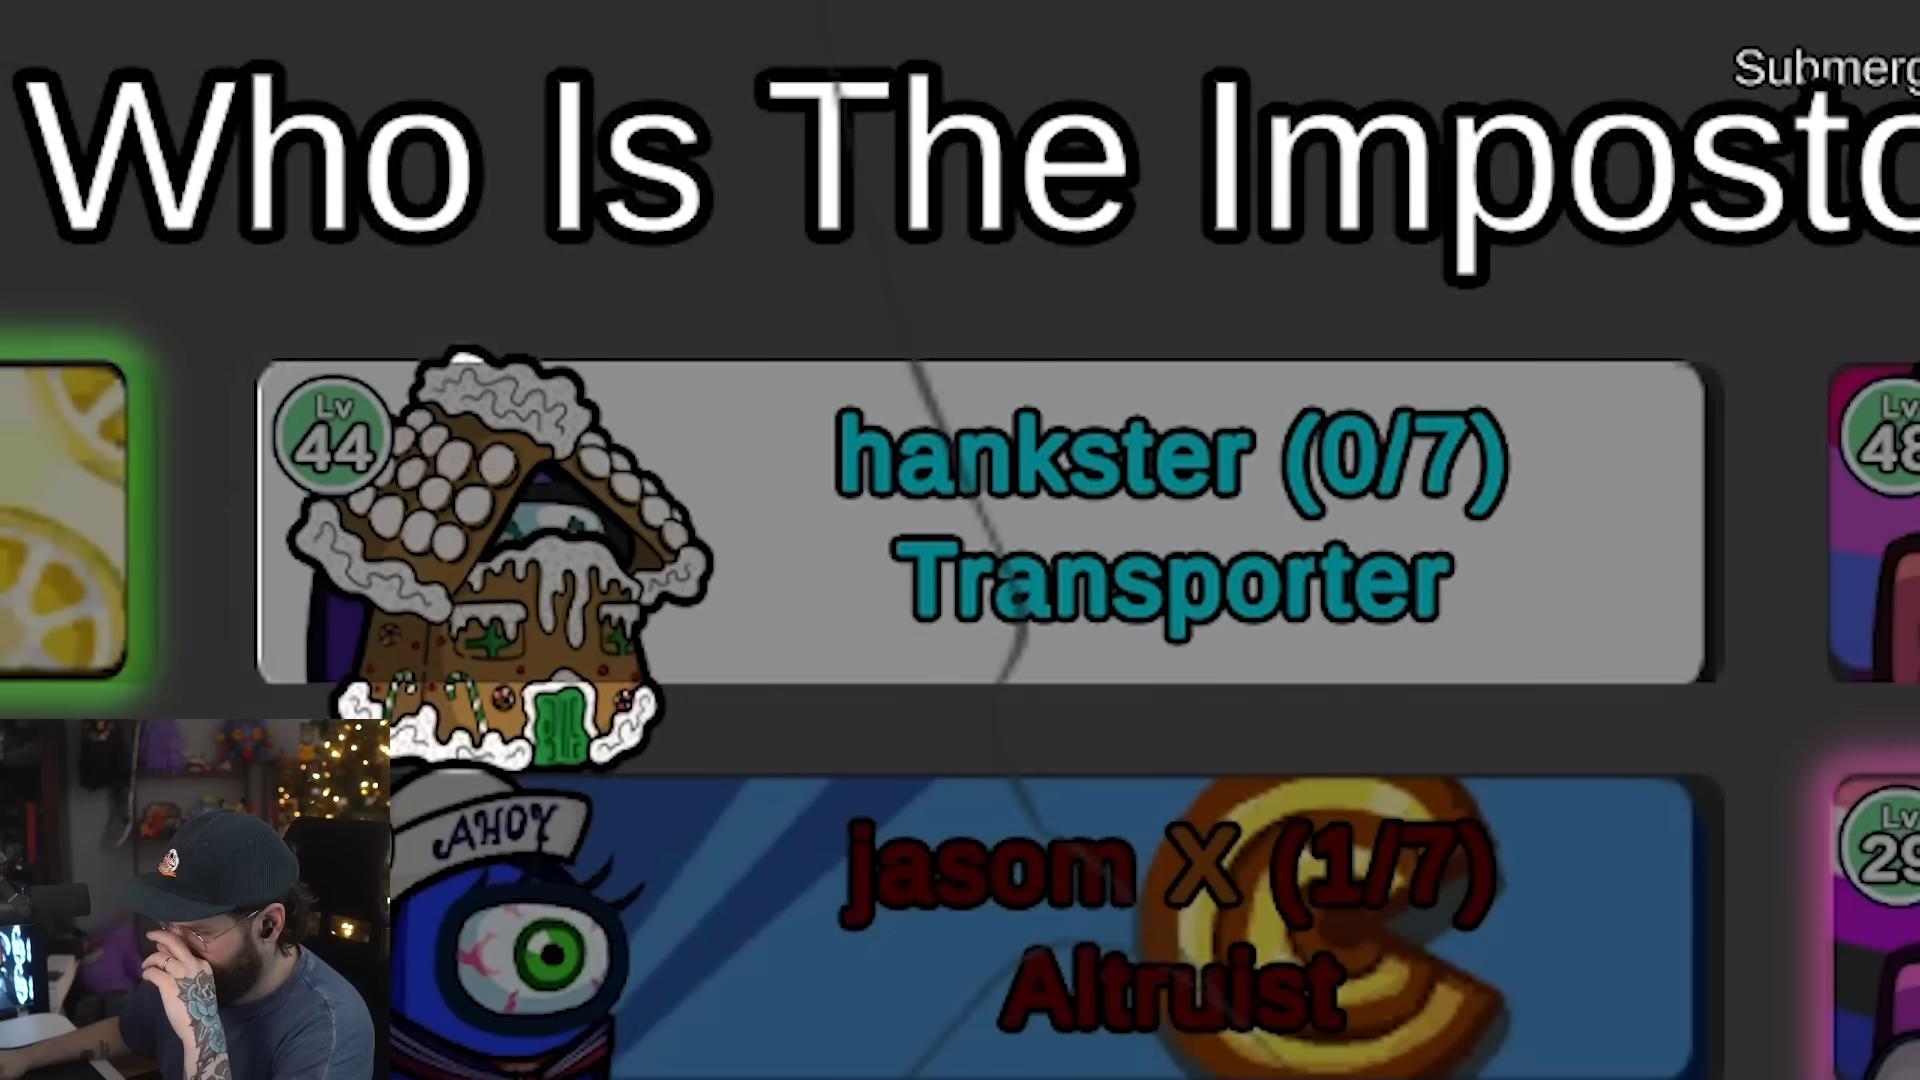 Submerg
Who Is The Imposto
Lv
44
hankster (0/7)
Transporter
Lv
48
AHOY
jasom X (1/7)
Altruist
Lv
29